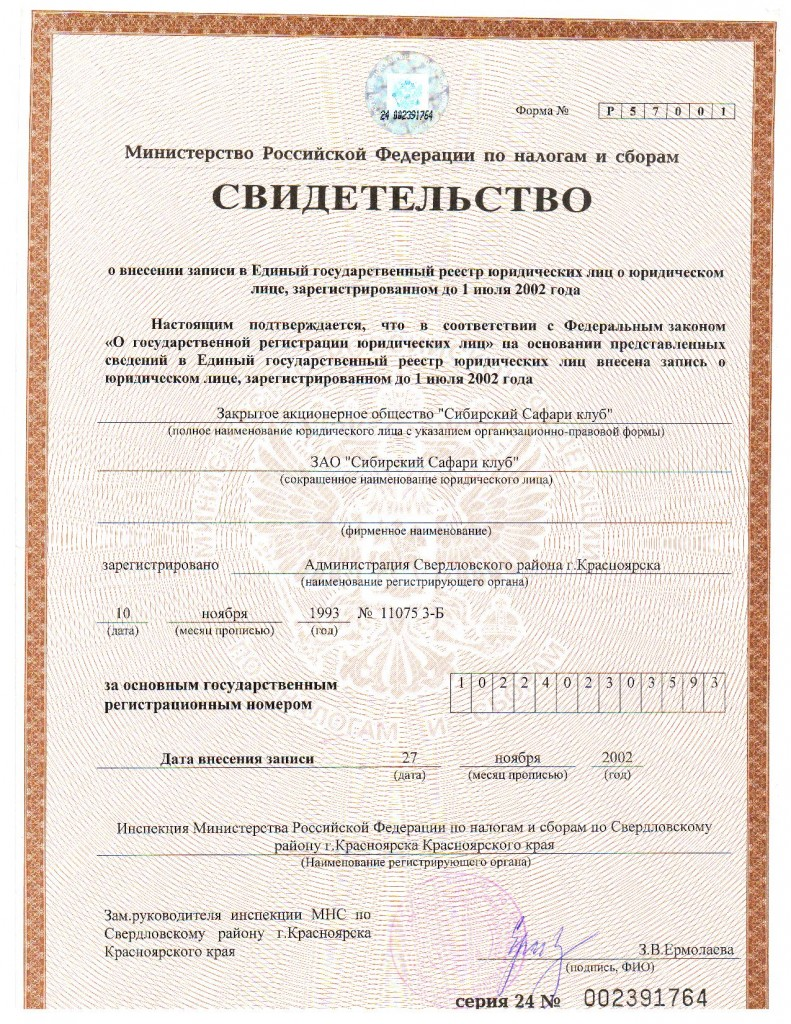 24 002391764
Форма № Р 5 7 0 0 1
Министерство Российской Федерации по налогам и сборам
СВИДЕТЕЛЬСТВО
о внесении записи в Единый государственный реестр юридических лиц о юридическом
лице, зарегистрированном до 1 июля 2002 года
Настоящим подтверждается, что в соответствии с Федеральным законом
«О государственной регистрации юридических лиц» на основании представленных
сведений в Единый государственный реестр юридических лиц внесена запись о
юридическом лице, зарегистрированном до 1 июля 2002 года
Закрытое акционерное общество "Сибирский Сафари клуб"
(полное наименование юридического лица с указанием организационно-правовой формы)
ЗАО "Сибирский Сафари клуб"
(сокращенное наименование юридического лица)
(фирменное наименование)
зарегистрировано Администрация Свердловского района г.Красноярска
(наименование регистрирующего органа)
10 ноября 1993 № 11075 3-Б
(дата) (месяц прописью) (год)
за основным государственным
регистрационным номером 1 0 2 2 4 0 2 3 0 3 5 9 3
Дата внесения записи 27 ноября 2002
(дата) (месяц прописью) (год)
Инспекция Министерства Российской Федерации по налогам и сборам по Свердловскому
району г.Красноярска Красноярского края
(Наименование регистрирующего органа)
Зам.руководителя инспекции МНС по
Свердловскому району г.Красноярска
Красноярского края З.В.Ермолаева
(подпись, ФИО)
серия 24 № 002391764